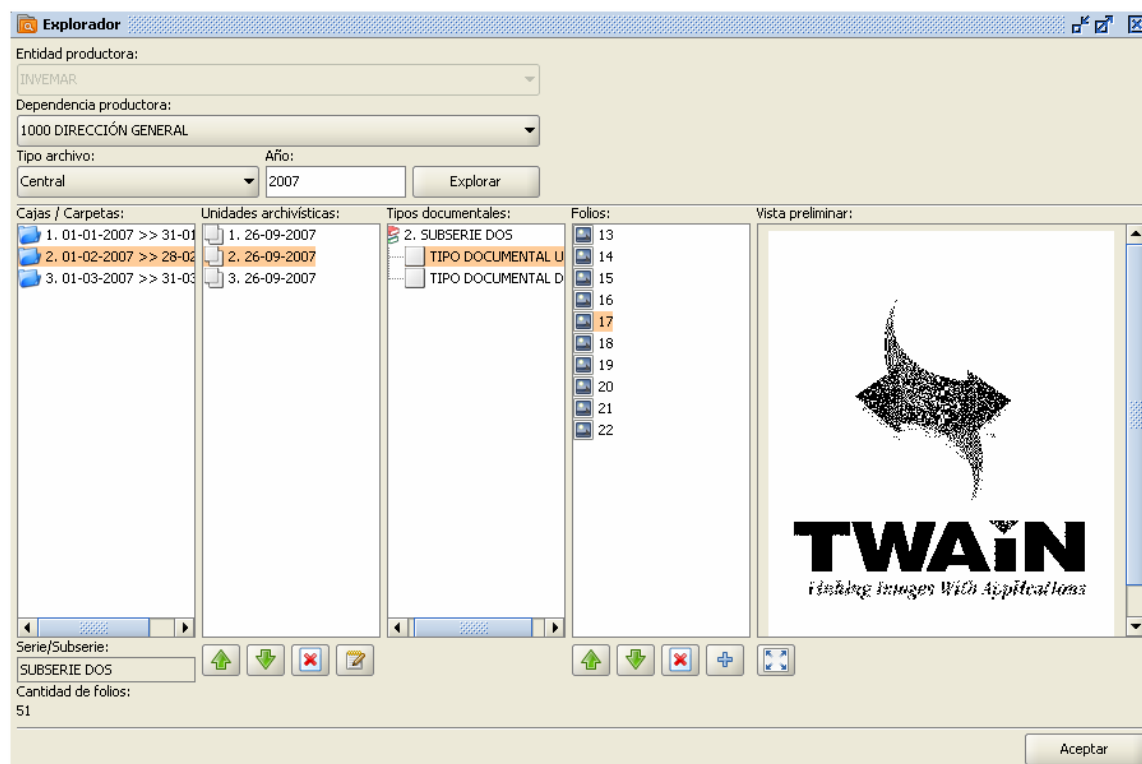 Explorador
Entidad productora:
INVEMAR
Dependencia productora:
1000 DIRECCIÓN GENERAL
Tipo archivo:
Año:
Central
2007
Explorar
Cajas / Carpetas:
Unidades archivísticas:
Tipos documentales:
Folios:
Vista preliminar:
1. 01-01-2007 >> 31-01
2. 01-02-2007 >> 28-02
3. 01-03-2007 >> 31-03
1. 26-09-2007
2. 26-09-2007
3. 26-09-2007
2. SUBSERIE DOS
TIPO DOCUMENTAL U
TIPO DOCUMENTAL D
13
14
15
16
17
18
19
20
21
22
TWAIN
Linking Images With Applications
Serie/Subserie:
SUBSERIE DOS
Cantidad de folios:
51
Aceptar